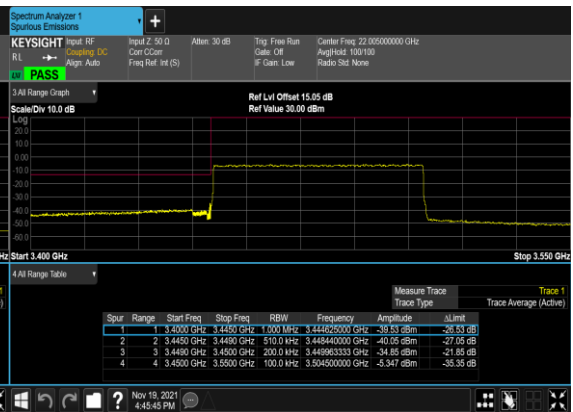 Spectrum Analyzer 1
Spurious Emissions
+
KEYSIGHT Input: RF Input Z: 50 Ω Atten: 30 dB Trig: Free Run Center Freq: 22.005000000 GHz
RL Coupling: DC Corr CCorr Gate: Off Avg|Hold: 100/100
Align: Auto Freq Ref: Int (S) IF Gain: Low Radio Std: None
LXI PASS
3 All Range Graph
Ref Lvl Offset 15.05 dB
Scale/Div 10.0 dB Ref Value 30.00 dBm
Log
20.0
10.0
0.00
-10.0
-20.0
-30.0
-40.0
-50.0
-60.0
Hz Start 3.400 GHz Stop 3.550 GHz
4 All Range Table
Measure Trace Trace 1
Trace Type Trace Average (Active)
Spur Range Start Freq Stop Freq RBW Frequency Amplitude ΔLimit
1 1 3.4000 GHz 3.4450 GHz 1.000 MHz 3.444625000 GHz -39.53 dBm -26.53 dB
2 2 3.4450 GHz 3.4490 GHz 510.0 kHz 3.448440000 GHz -40.05 dBm -27.05 dB
3 3 3.4490 GHz 3.4500 GHz 200.0 kHz 3.449963333 GHz -34.85 dBm -21.85 dB
4 4 3.4500 GHz 3.5500 GHz 100.0 kHz 3.504500000 GHz -5.347 dBm -35.35 dB
? Nov 19, 2021
4:45:45 PM